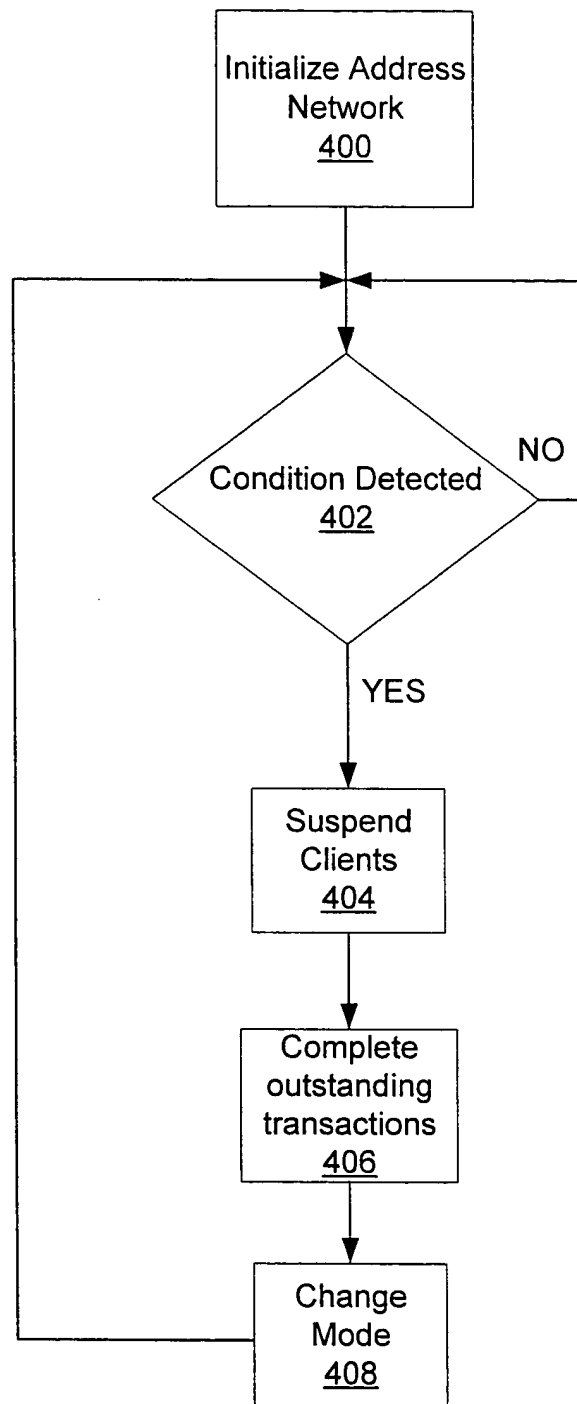 Initialize Address
Network
400
Condition Detected
402
NO
YES
Suspend
Clients
404
Complete
outstanding
transactions
406
Change
Mode
408